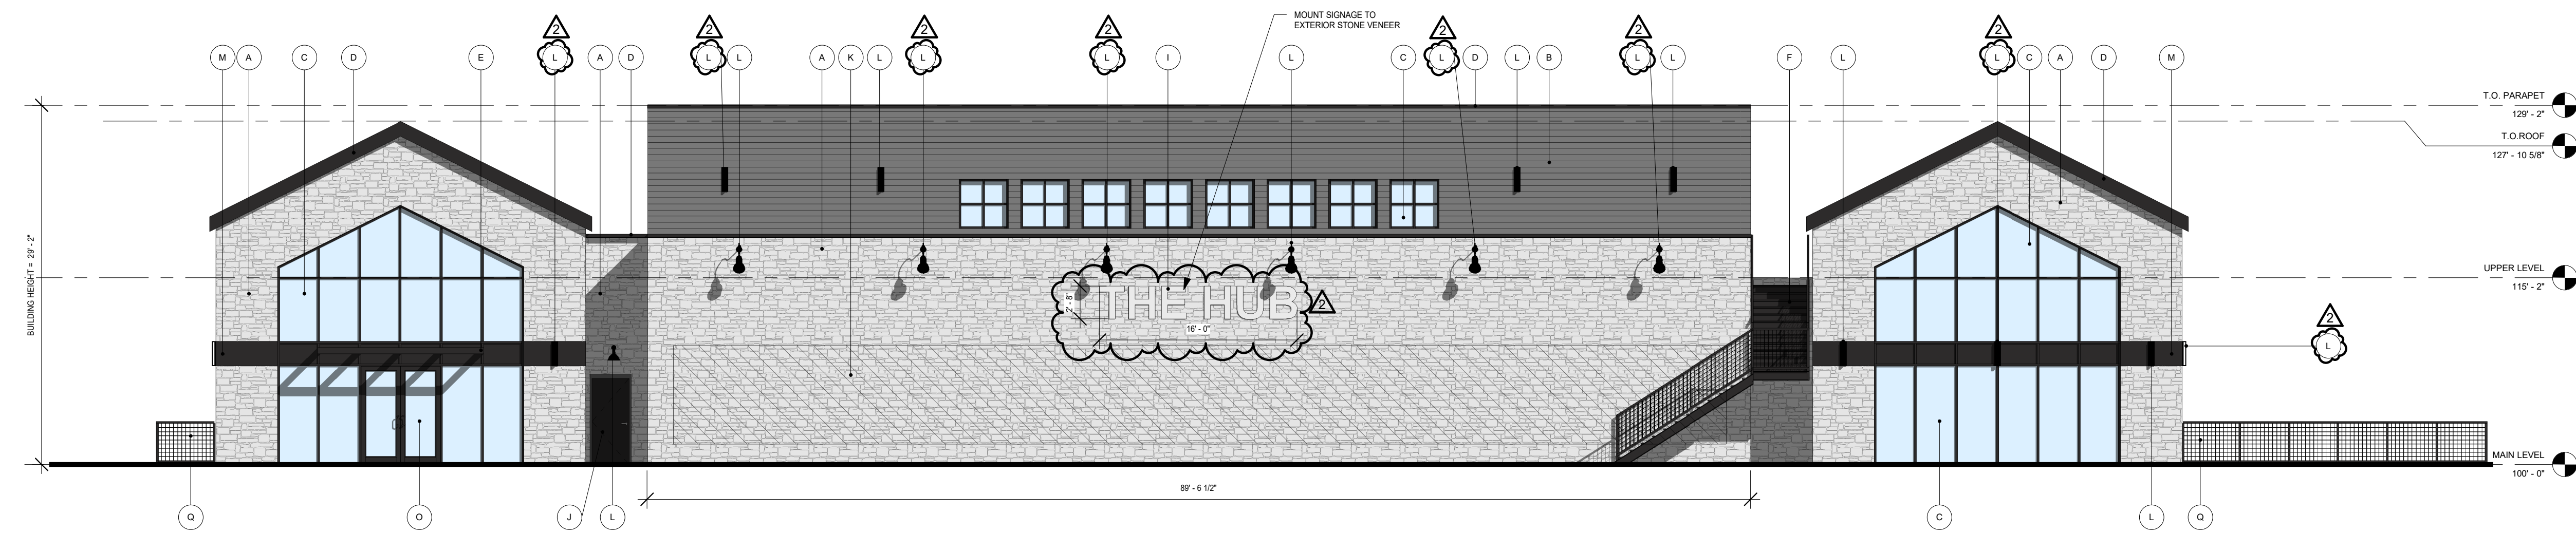 MOUNT SIGNAGE TO
EXTERIOR STONE VENEER
2 2 2 2 2 2 2
M A C D E L A D L L A K L L L I L C L D L B L L F L L C A D M
T.O. PARAPET
129' - 2"
T.O.ROOF
127' - 10 5/8"
BUILDING HEIGHT = 29' - 2"
UPPER LEVEL
115' - 2"
THE HUB
2' - 8"
16' - 0"
2
2
L
MAIN LEVEL
100' - 0"
89' - 6 1/2"
Q O J L C L Q